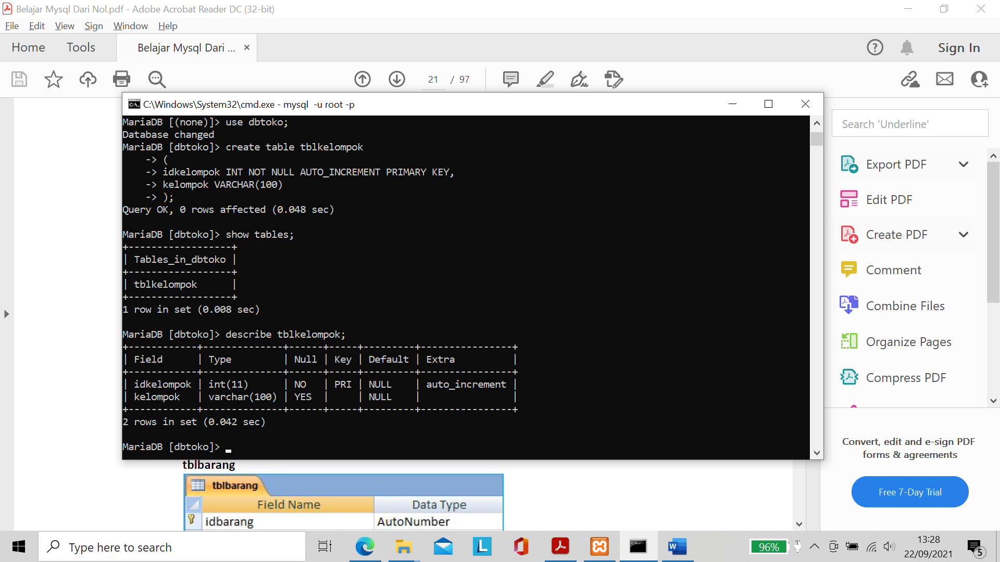 Belajar Mysql Dari Nol.pdf - Adobe Acrobat Reader DC (32-bit)
File Edit View Sign Window Help
Home Tools Belajar Mysql Dari ... × Sign In
21 / 97
C:\Windows\System32\cmd.exe - mysql  -u root -p
MariaDB [(none)]> use dbtoko;
Database changed
MariaDB [dbtoko]> create table tblkelompok
    -> (
    -> idkelompok INT NOT NULL AUTO_INCREMENT PRIMARY KEY,
    -> kelompok VARCHAR(100)
    -> );
Query OK, 0 rows affected (0.048 sec)
MariaDB [dbtoko]> show tables;
+------------------+
| Tables_in_dbtoko |
+------------------+
| tblkelompok      |
+------------------+
1 row in set (0.008 sec)
MariaDB [dbtoko]> describe tblkelompok;
+------------+--------------+------+-----+---------+----------------+
| Field      | Type         | Null | Key | Default | Extra          |
+------------+--------------+------+-----+---------+----------------+
| idkelompok | int(11)      | NO   | PRI | NULL    | auto_increment |
| kelompok   | varchar(100) | YES  |     | NULL    |                |
+------------+--------------+------+-----+---------+----------------+
2 rows in set (0.042 sec)
MariaDB [dbtoko]>
tblbarang
tblbarang
Field Name Data Type
idbarang AutoNumber
Search 'Underline'
Export PDF
Edit PDF
Create PDF
Comment
Combine Files
Organize Pages
Compress PDF
Convert, edit and e-sign PDF
forms & agreements
Free 7-Day Trial
Type here to search
96%
13:28
22/09/2021
5